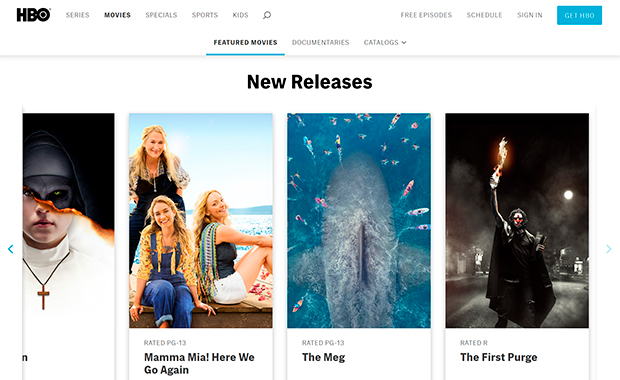 HBO SERIES MOVIES SPECIALS SPORTS KIDS FREE EPISODES SCHEDULE SIGN IN GET HBO
FEATURED MOVIES DOCUMENTARIES CATALOGS
New Releases
n
RATED PG-13
Mamma Mia! Here We
Go Again
RATED PG-13
The Meg
RATED R
The First Purge